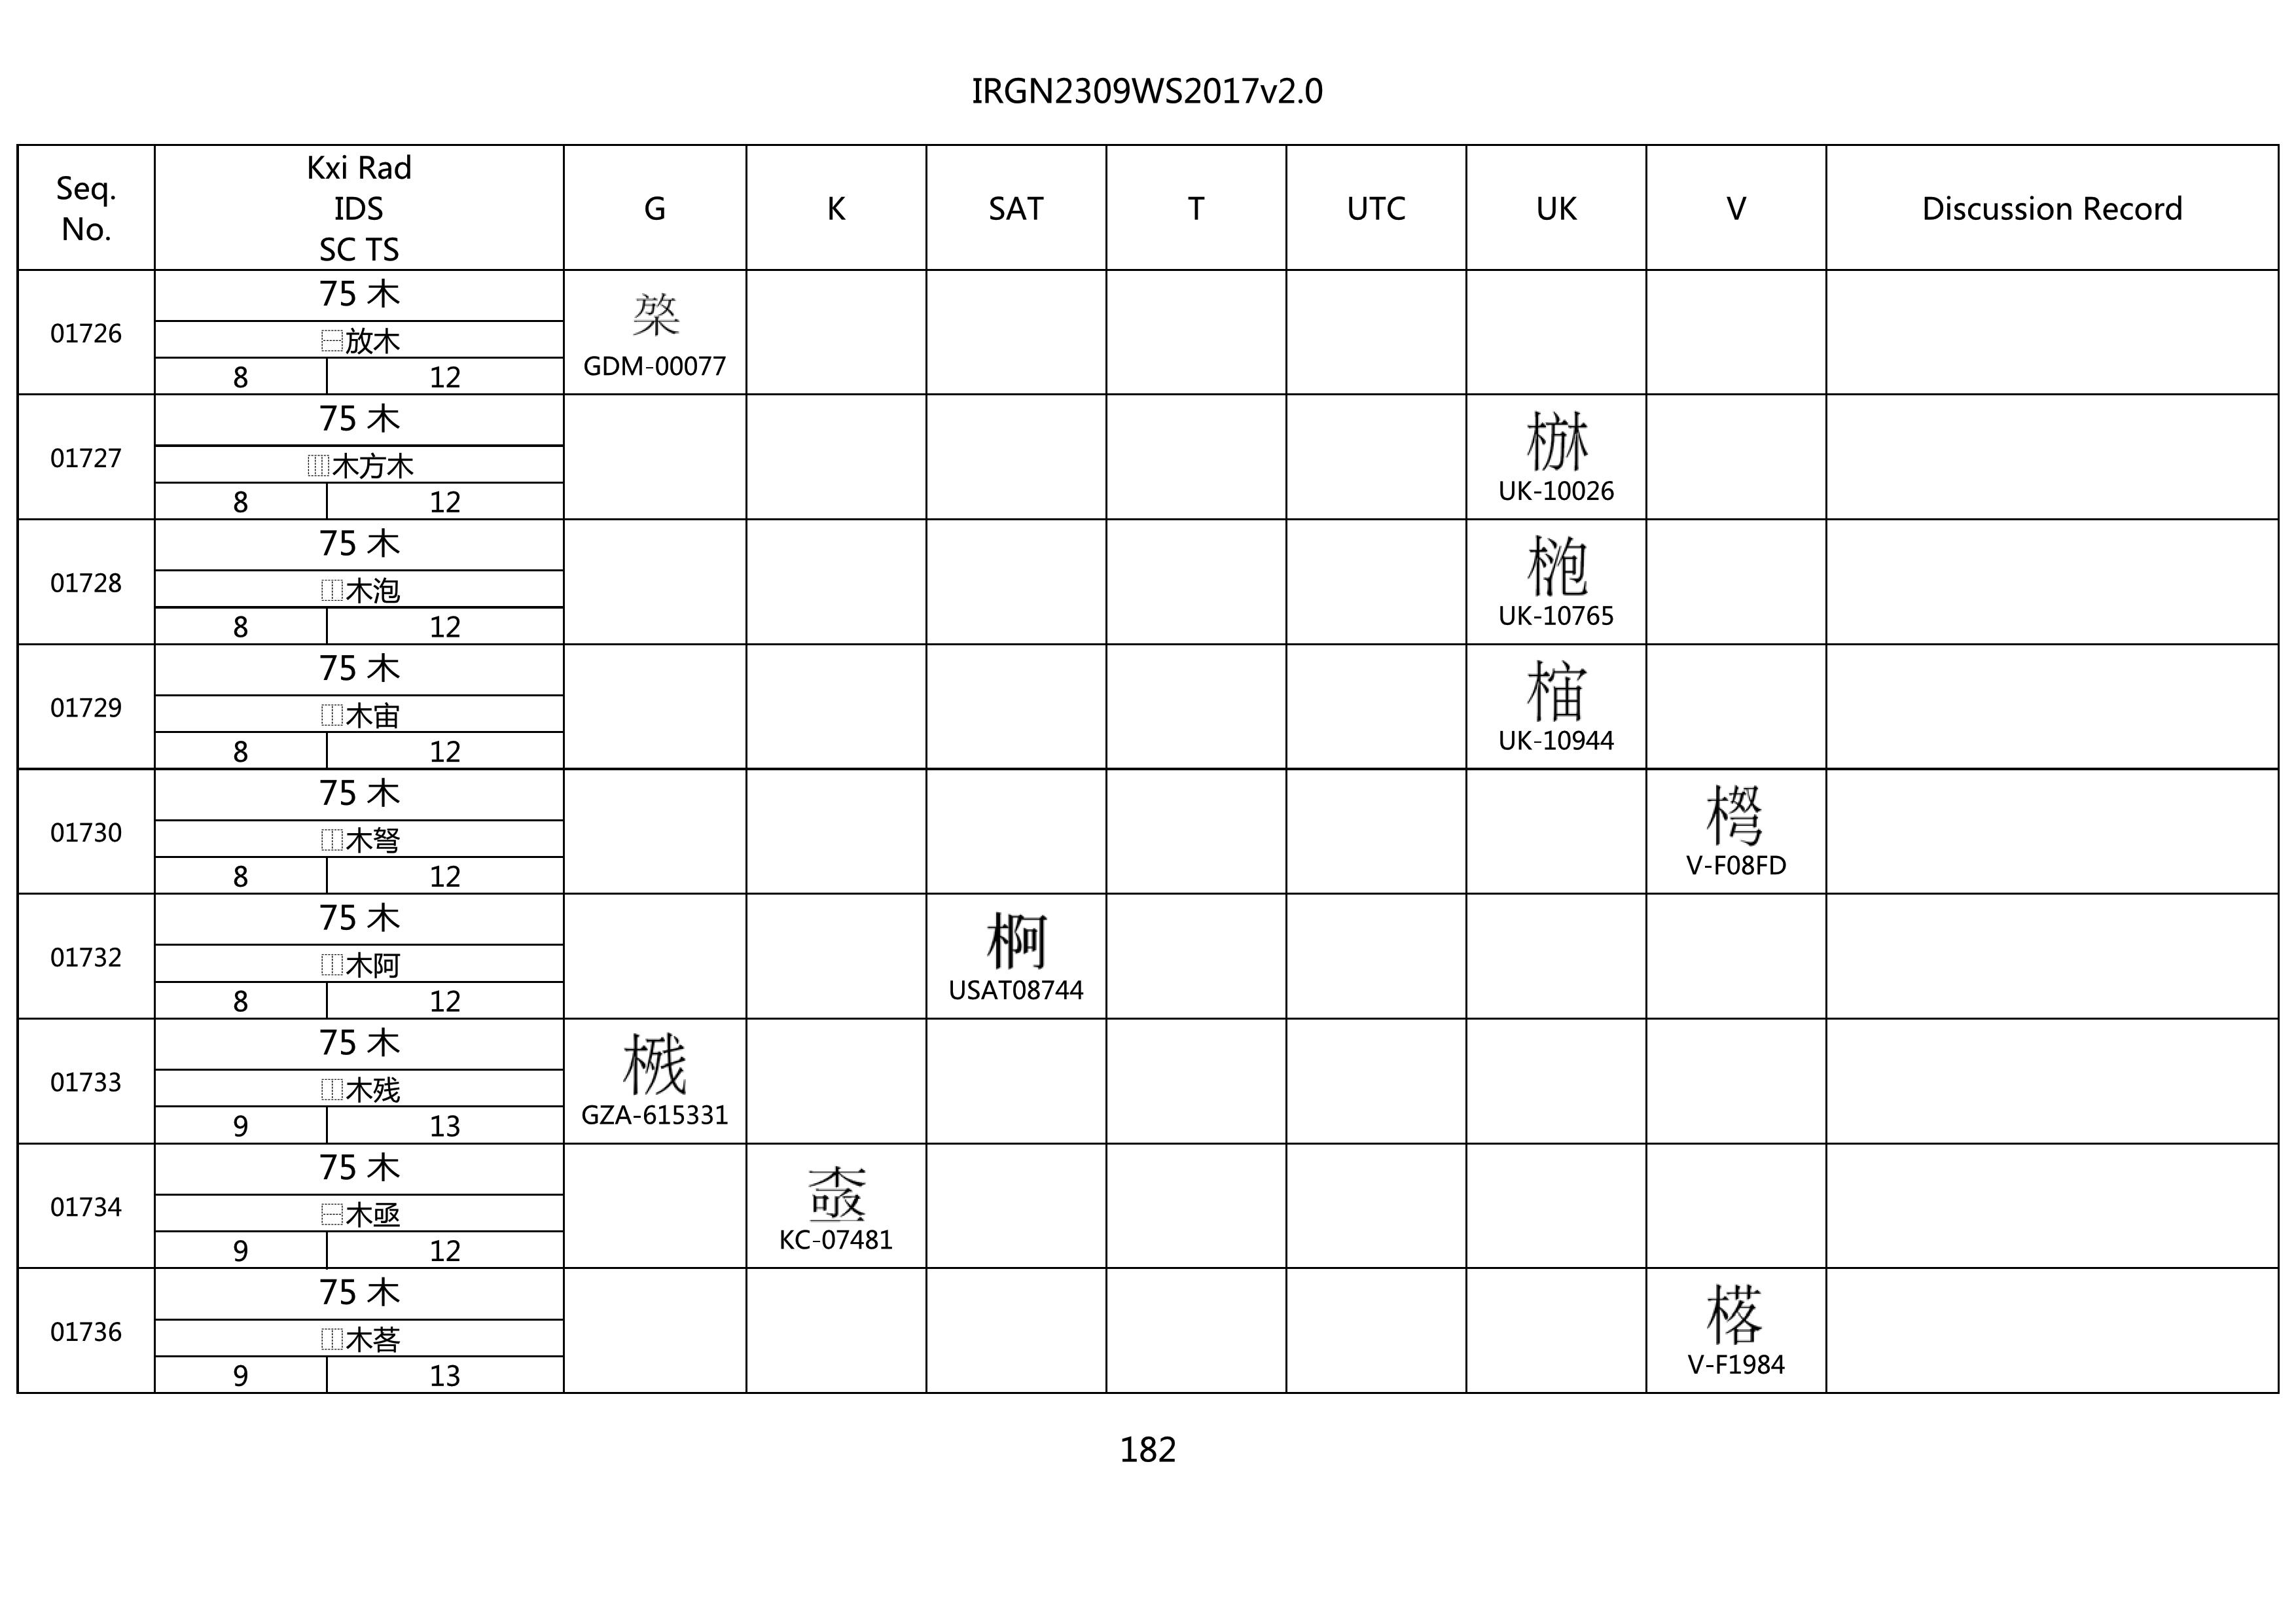 IRGN2309WS2017v2.0
Seq. No. Kxi Rad IDS SC TS G K SAT T UTC UK V Discussion Record
01726
75 木
⿱放木
8 12
GDM-00077
01727
75 木
⿲木方木
8 12
UK-10026
01728
75 木
⿰木泡
8 12
UK-10765
01729
75 木
⿰木宙
8 12
UK-10944
01730
75 木
⿰木弩
8 12
V-F08FD
01732
75 木
⿰木阿
8 12
USAT08744
01733
75 木
⿰木残
9 13
GZA-615331
01734
75 木
⿱木亟
9 12
KC-07481
01736
75 木
⿰木茖
9 13
V-F1984
182